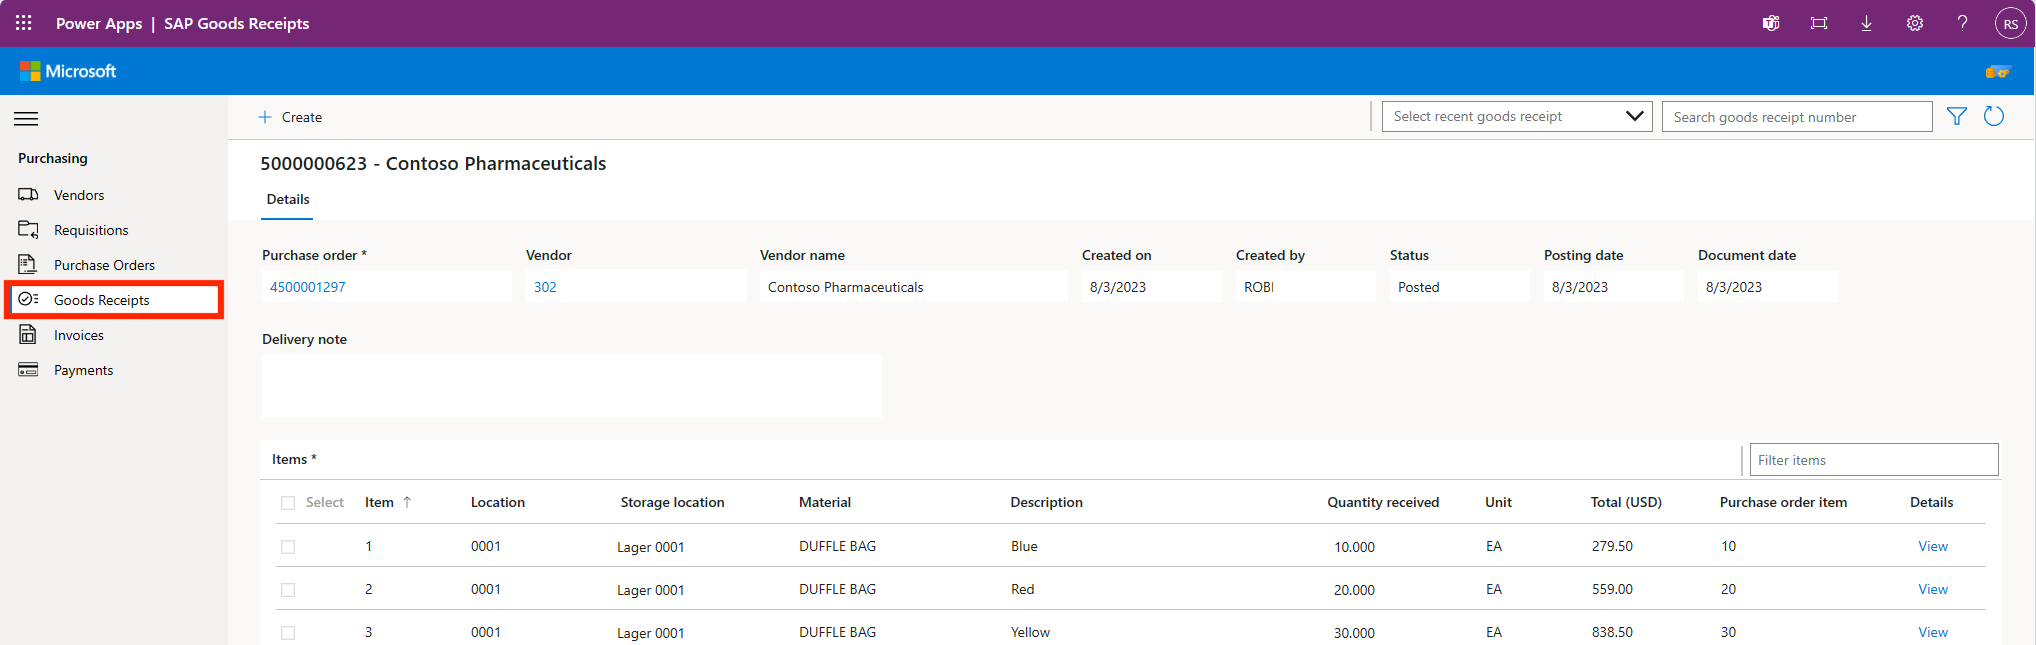 Power Apps | SAP Goods Receipts
RS
Microsoft
+ Create
Select recent goods receipt
Search goods receipt number
Purchasing
Vendors
Requisitions
Purchase Orders
Goods Receipts
Invoices
Payments
5000000623 - Contoso Pharmaceuticals
Details
Purchase order * Vendor Vendor name Created on Created by Status Posting date Document date
4500001297 302 Contoso Pharmaceuticals 8/3/2023 ROBI Posted 8/3/2023 8/3/2023
Delivery note
Items *
Filter items
Select Item ↑ Location Storage location Material Description Quantity received Unit Total (USD) Purchase order item Details
1 0001 Lager 0001 DUFFLE BAG Blue 10.000 EA 279.50 10 View
2 0001 Lager 0001 DUFFLE BAG Red 20.000 EA 559.00 20 View
3 0001 Lager 0001 DUFFLE BAG Yellow 30.000 EA 838.50 30 View